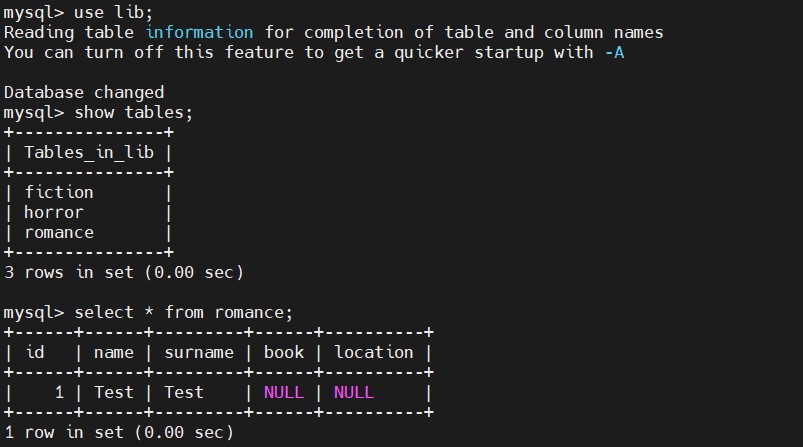 mysql> use lib;
Reading table information for completion of table and column names
You can turn off this feature to get a quicker startup with -A
Database changed
mysql> show tables;
+---------------+
| Tables_in_lib |
+---------------+
| fiction       |
| horror        |
| romance       |
+---------------+
3 rows in set (0.00 sec)
mysql> select * from romance;
+------+------+---------+------+----------+
| id   | name | surname | book | location |
+------+------+---------+------+----------+
|    1 | Test | Test    | NULL | NULL     |
+------+------+---------+------+----------+
1 row in set (0.00 sec)